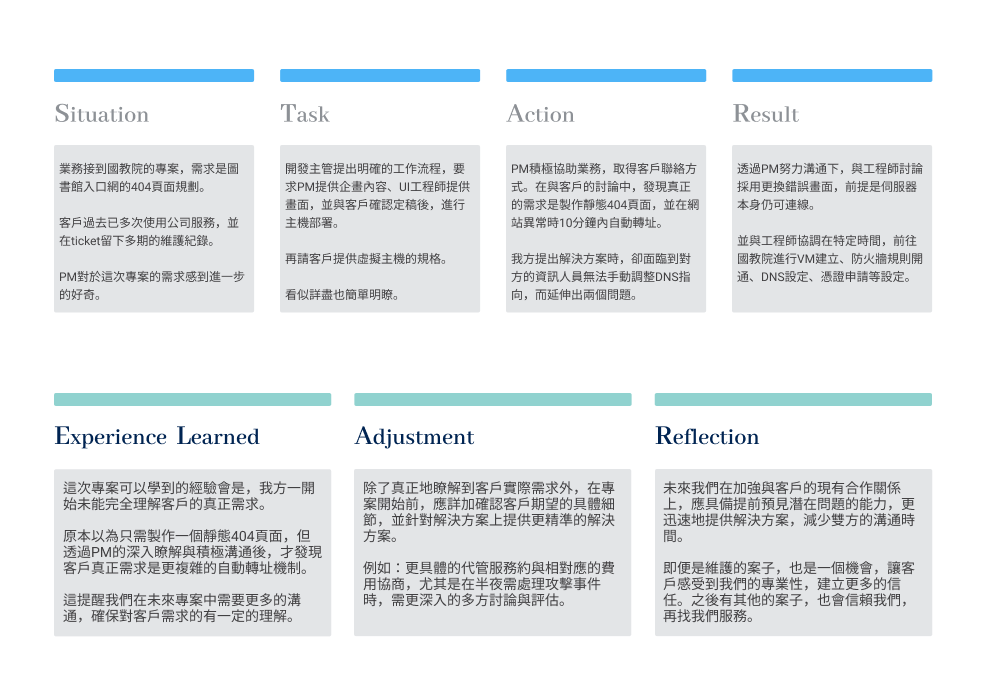 Situation
業務接到國教院的專案，需求是圖
書館入口網的404頁面規劃。
客戶過去已多次使用公司服務，並
在ticket留下多期的維護紀錄。
PM對於這次專案的需求感到進一步
的好奇。
Task
開發主管提出明確的工作流程，要
求PM提供企畫內容、UI工程師提供
畫面，並與客戶確認定稿後，進行
主機部署。
再請客戶提供虛擬主機的規格。
看似詳盡也簡單明瞭。
Action
PM積極協助業務，取得客戶聯絡方
式。在與客戶的討論中，發現真正
的需求是製作靜態404頁面，並在網
站異常時10分鐘內自動轉址。
我方提出解決方案時，卻面臨到對
方的資訊人員無法手動調整DNS指
向，而延伸出兩個問題。
Result
透過PM努力溝通下，與工程師討論
採用更換錯誤畫面，前提是伺服器
本身仍可連線。
並與工程師協調在特定時間，前往
國教院進行VM建立、防火牆規則開
通、DNS設定、憑證申請等設定。
Experience Learned
這次專案可以學到的經驗會是，我方一開
始未能完全理解客戶的真正需求。
原本以為只需製作一個靜態404頁面，但
透過PM的深入瞭解與積極溝通後，才發現
客戶真正需求是更複雜的自動轉址機制。
這提醒我們在未來專案中需要更多的溝
通，確保對客戶需求的有一定的理解。
Adjustment
除了真正地瞭解到客戶實際需求外，在專
案開始前，應詳加確認客戶期望的具體細
節，並針對解決方案上提供更精準的解決
方案。
例如：更具體的代管服務約與相對應的費
用協商，尤其是在半夜需處理攻擊事件
時，需更深入的多方討論與評估。
Reflection
未來我們在加強與客戶的現有合作關係
上，應具備提前預見潛在問題的能力，更
迅速地提供解決方案，減少雙方的溝通時
間。
即便是維護的案子，也是一個機會，讓客
戶感受到我們的專業性，建立更多的信
任。之後有其他的案子，也會信賴我們，
再找我們服務。